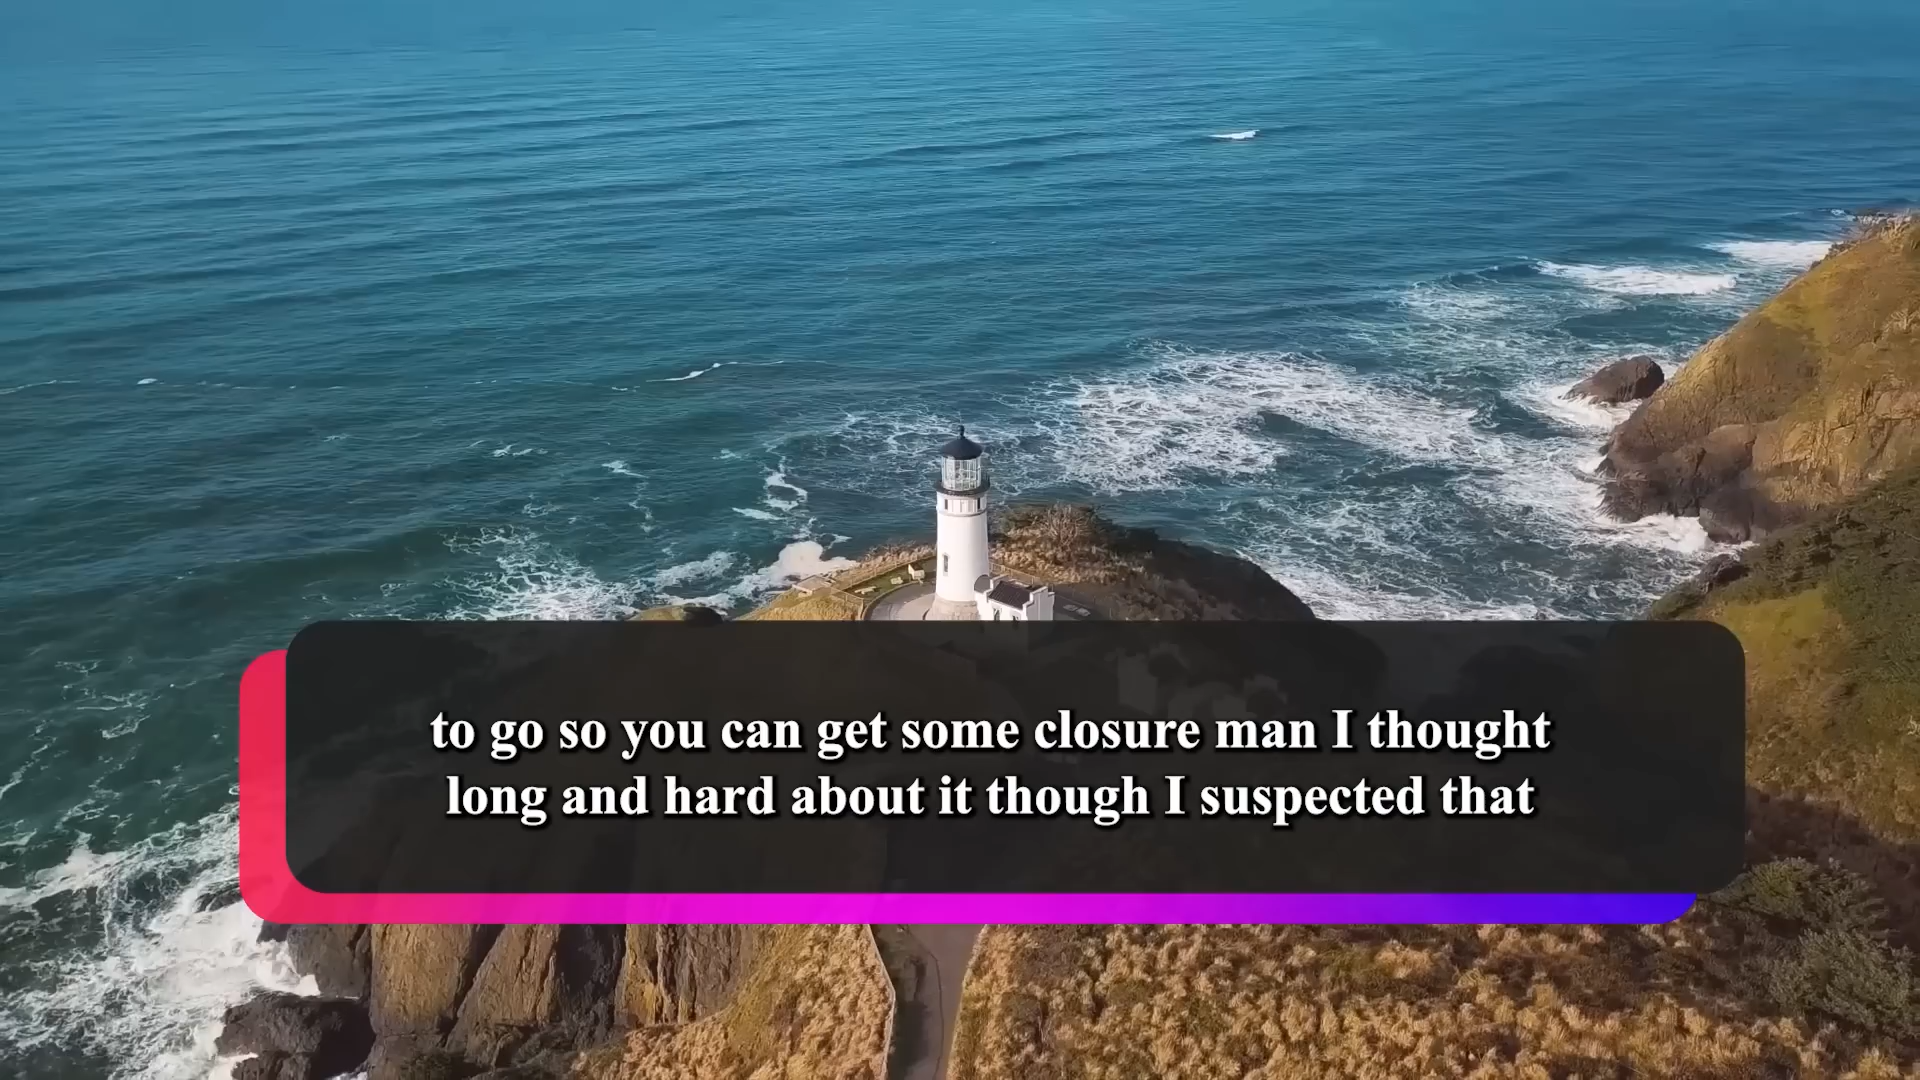 to go so you can get some closure man I thought
long and hard about it though I suspected that